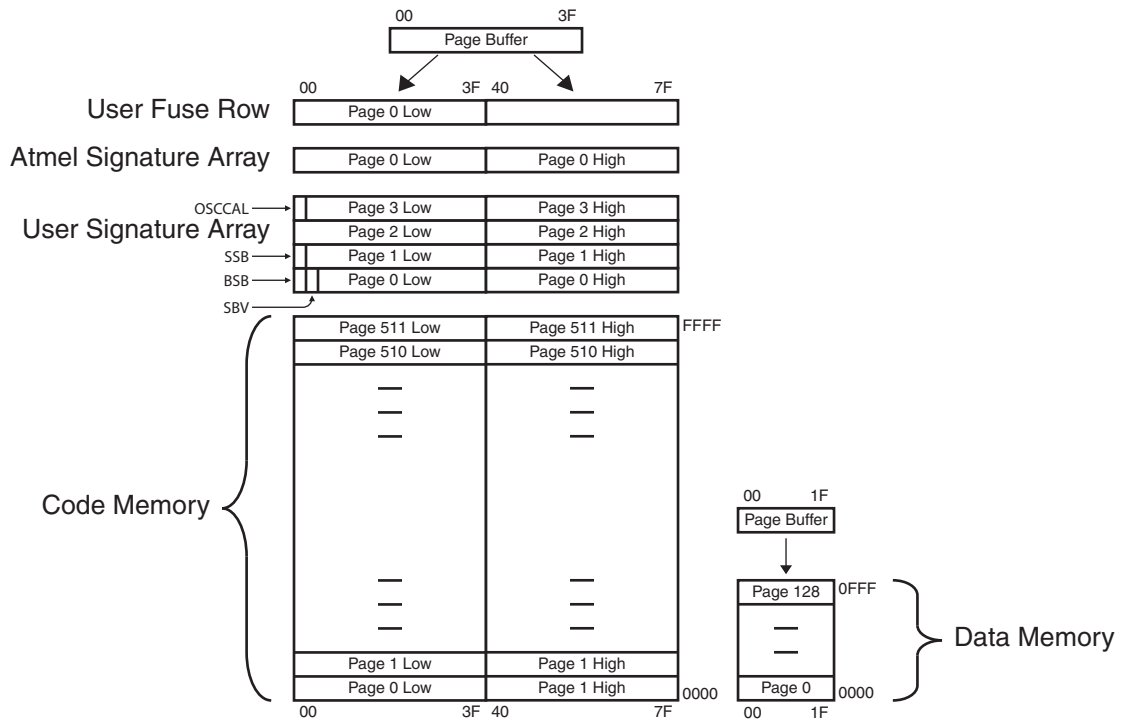 00 3F
Page Buffer
00 3F 40 7F
User Fuse Row Page 0 Low
Atmel Signature Array Page 0 Low Page 0 High
OSCCAL Page 3 Low Page 3 High
User Signature Array Page 2 Low Page 2 High
SSB Page 1 Low Page 1 High
BSB Page 0 Low Page 0 High
SBV
Page 511 Low Page 511 High FFFF
Page 510 Low Page 510 High
Code Memory
00 1F
Page Buffer
Page 128 0FFF
Data Memory
Page 1 Low Page 1 High
Page 0 Low Page 1 High 0000
Page 0 0000
00 3F 40 7F
00 1F